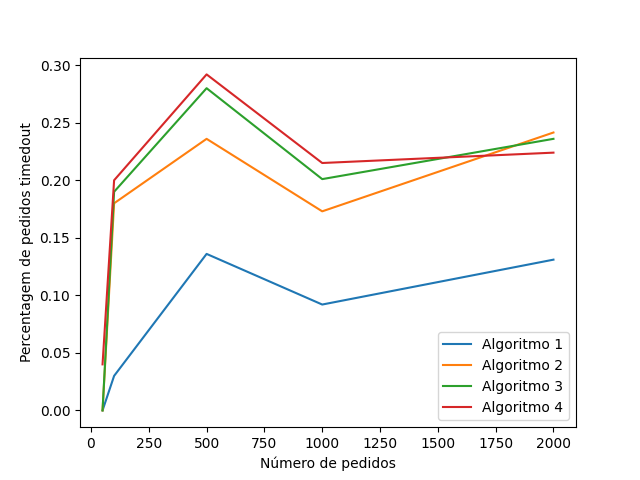 0.30
0.25
0.20
0.15
0.10
0.05
0.00
Percentagem de pedidos timedout
0 250 500 750 1000 1250 1500 1750 2000
Número de pedidos
Algoritmo 1
Algoritmo 2
Algoritmo 3
Algoritmo 4